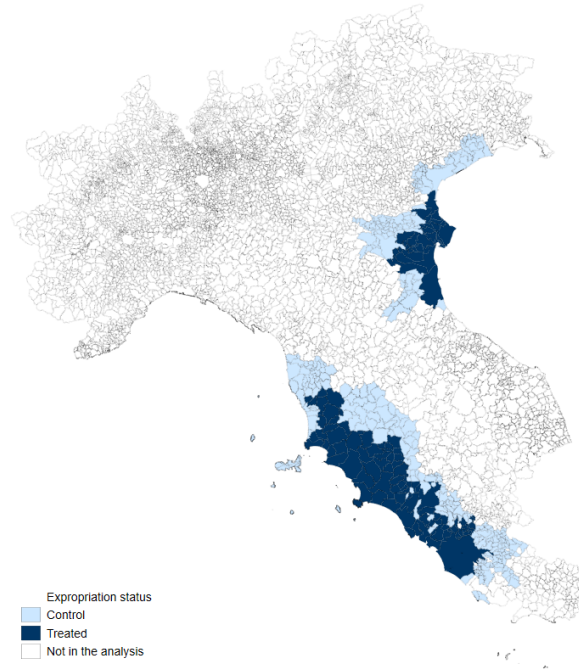 Expropriation status
Control
Treated
Not in the analysis